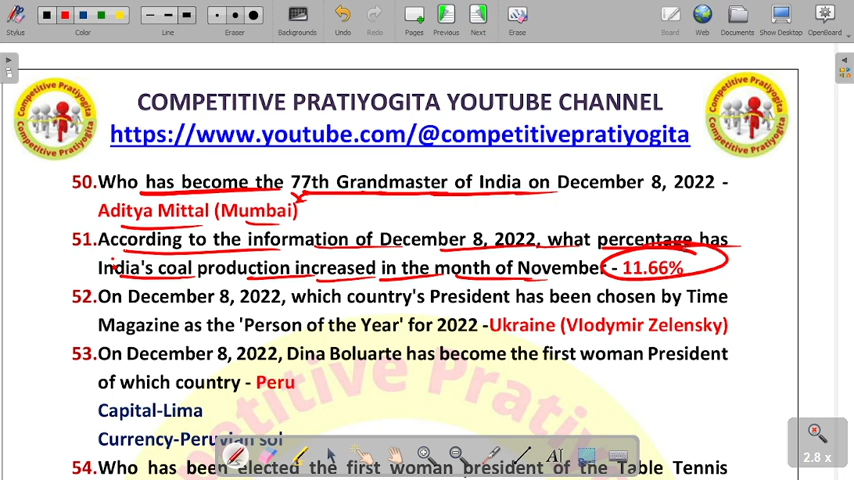 Stylus
Color
Line
Eraser
Backgrounds
Undo
Redo
Pages
Previous
Next
Erase
Board
Web
Documents
Show Desktop
OpenBoard
Competitive Pratiyogita
COMPETITIVE PRATIYOGITA YOUTUBE CHANNEL
Competitive Pratiyogita
https://www.youtube.com/@competitivepratiyogita
50.Who has become the 77th Grandmaster of India on December 8, 2022 -
Aditya Mittal (Mumbai)
51.According to the information of December 8, 2022, what percentage has
India's coal production increased in the month of November - 11.66%
52.On December 8, 2022, which country's President has been chosen by Time
Magazine as the 'Person of the Year' for 2022 -Ukraine (Vlodymir Zelensky)
53.On December 8, 2022, Dina Boluarte has become the first woman President
of which country - Peru
Capital-Lima
Currency-Peruvian sol
54.Who has been elected the first woman president of the Table Tennis
2.8 x